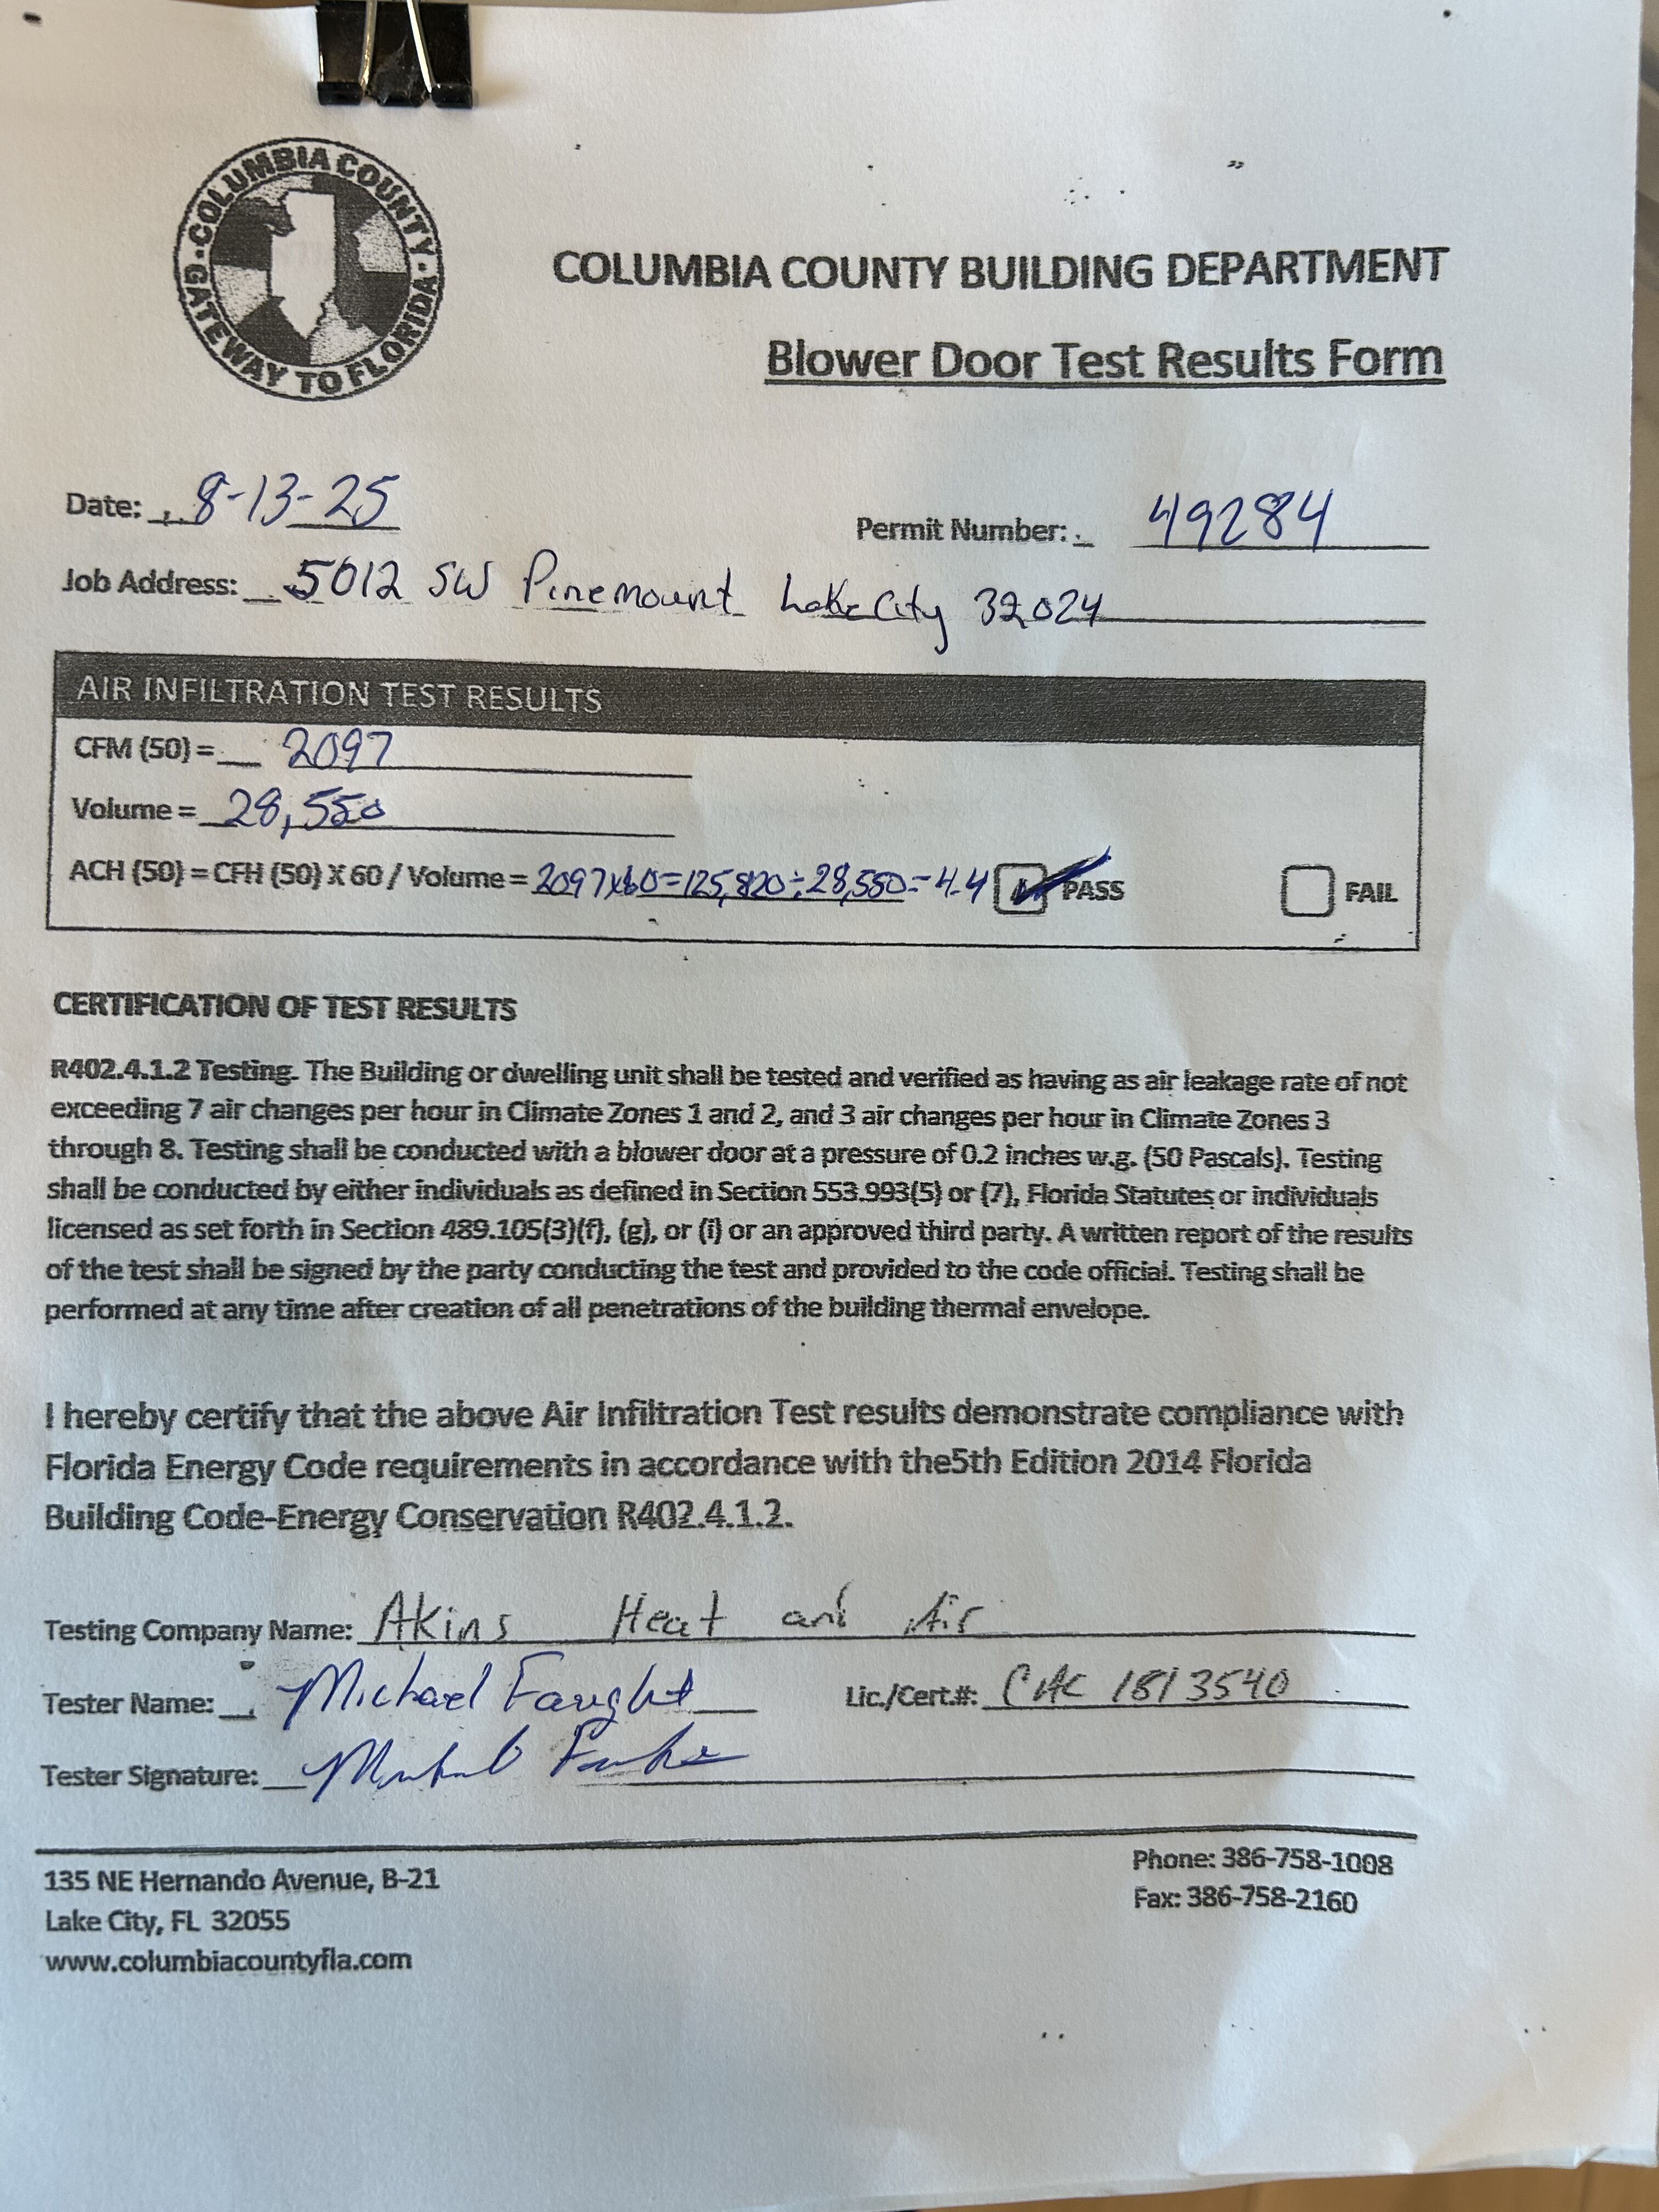 COLUMBIA COUNTY
GATEWAY TO FLORIDA
COLUMBIA COUNTY BUILDING DEPARTMENT
Blower Door Test Results Form
Date: 8-13-25
Permit Number: 49284
Job Address: 5012 SW Pinemount Lake City 32024
AIR INFILTRATION TEST RESULTS
CFM (50) = 2097
Volume = 28,550
ACH (50) = CFH (50) X 60 / Volume = 2097x60=125,820÷28,550=4.4 PASS FAIL
CERTIFICATION OF TEST RESULTS
R402.4.1.2 Testing. The Building or dwelling unit shall be tested and verified as having as air leakage rate of not
exceeding 7 air changes per hour in Climate Zones 1 and 2, and 3 air changes per hour in Climate Zones 3
through 8. Testing shall be conducted with a blower door at a pressure of 0.2 inches w.g. (50 Pascals). Testing
shall be conducted by either individuals as defined in Section 553.993(5) or (7), Florida Statutes or individuals
licensed as set forth in Section 489.105(3)(f), (g), or (i) or an approved third party. A written report of the results
of the test shall be signed by the party conducting the test and provided to the code official. Testing shall be
performed at any time after creation of all penetrations of the building thermal envelope.
I hereby certify that the above Air Infiltration Test results demonstrate compliance with
Florida Energy Code requirements in accordance with the5th Edition 2014 Florida
Building Code-Energy Conservation R402.4.1.2.
Testing Company Name: Akins Heat and Air
Tester Name: Michael Faught Lic./Cert.#: CAC 1813540
Tester Signature:
135 NE Hernando Avenue, B-21
Lake City, FL 32055
www.columbiacountyfla.com
Phone: 386-758-1008
Fax: 386-758-2160